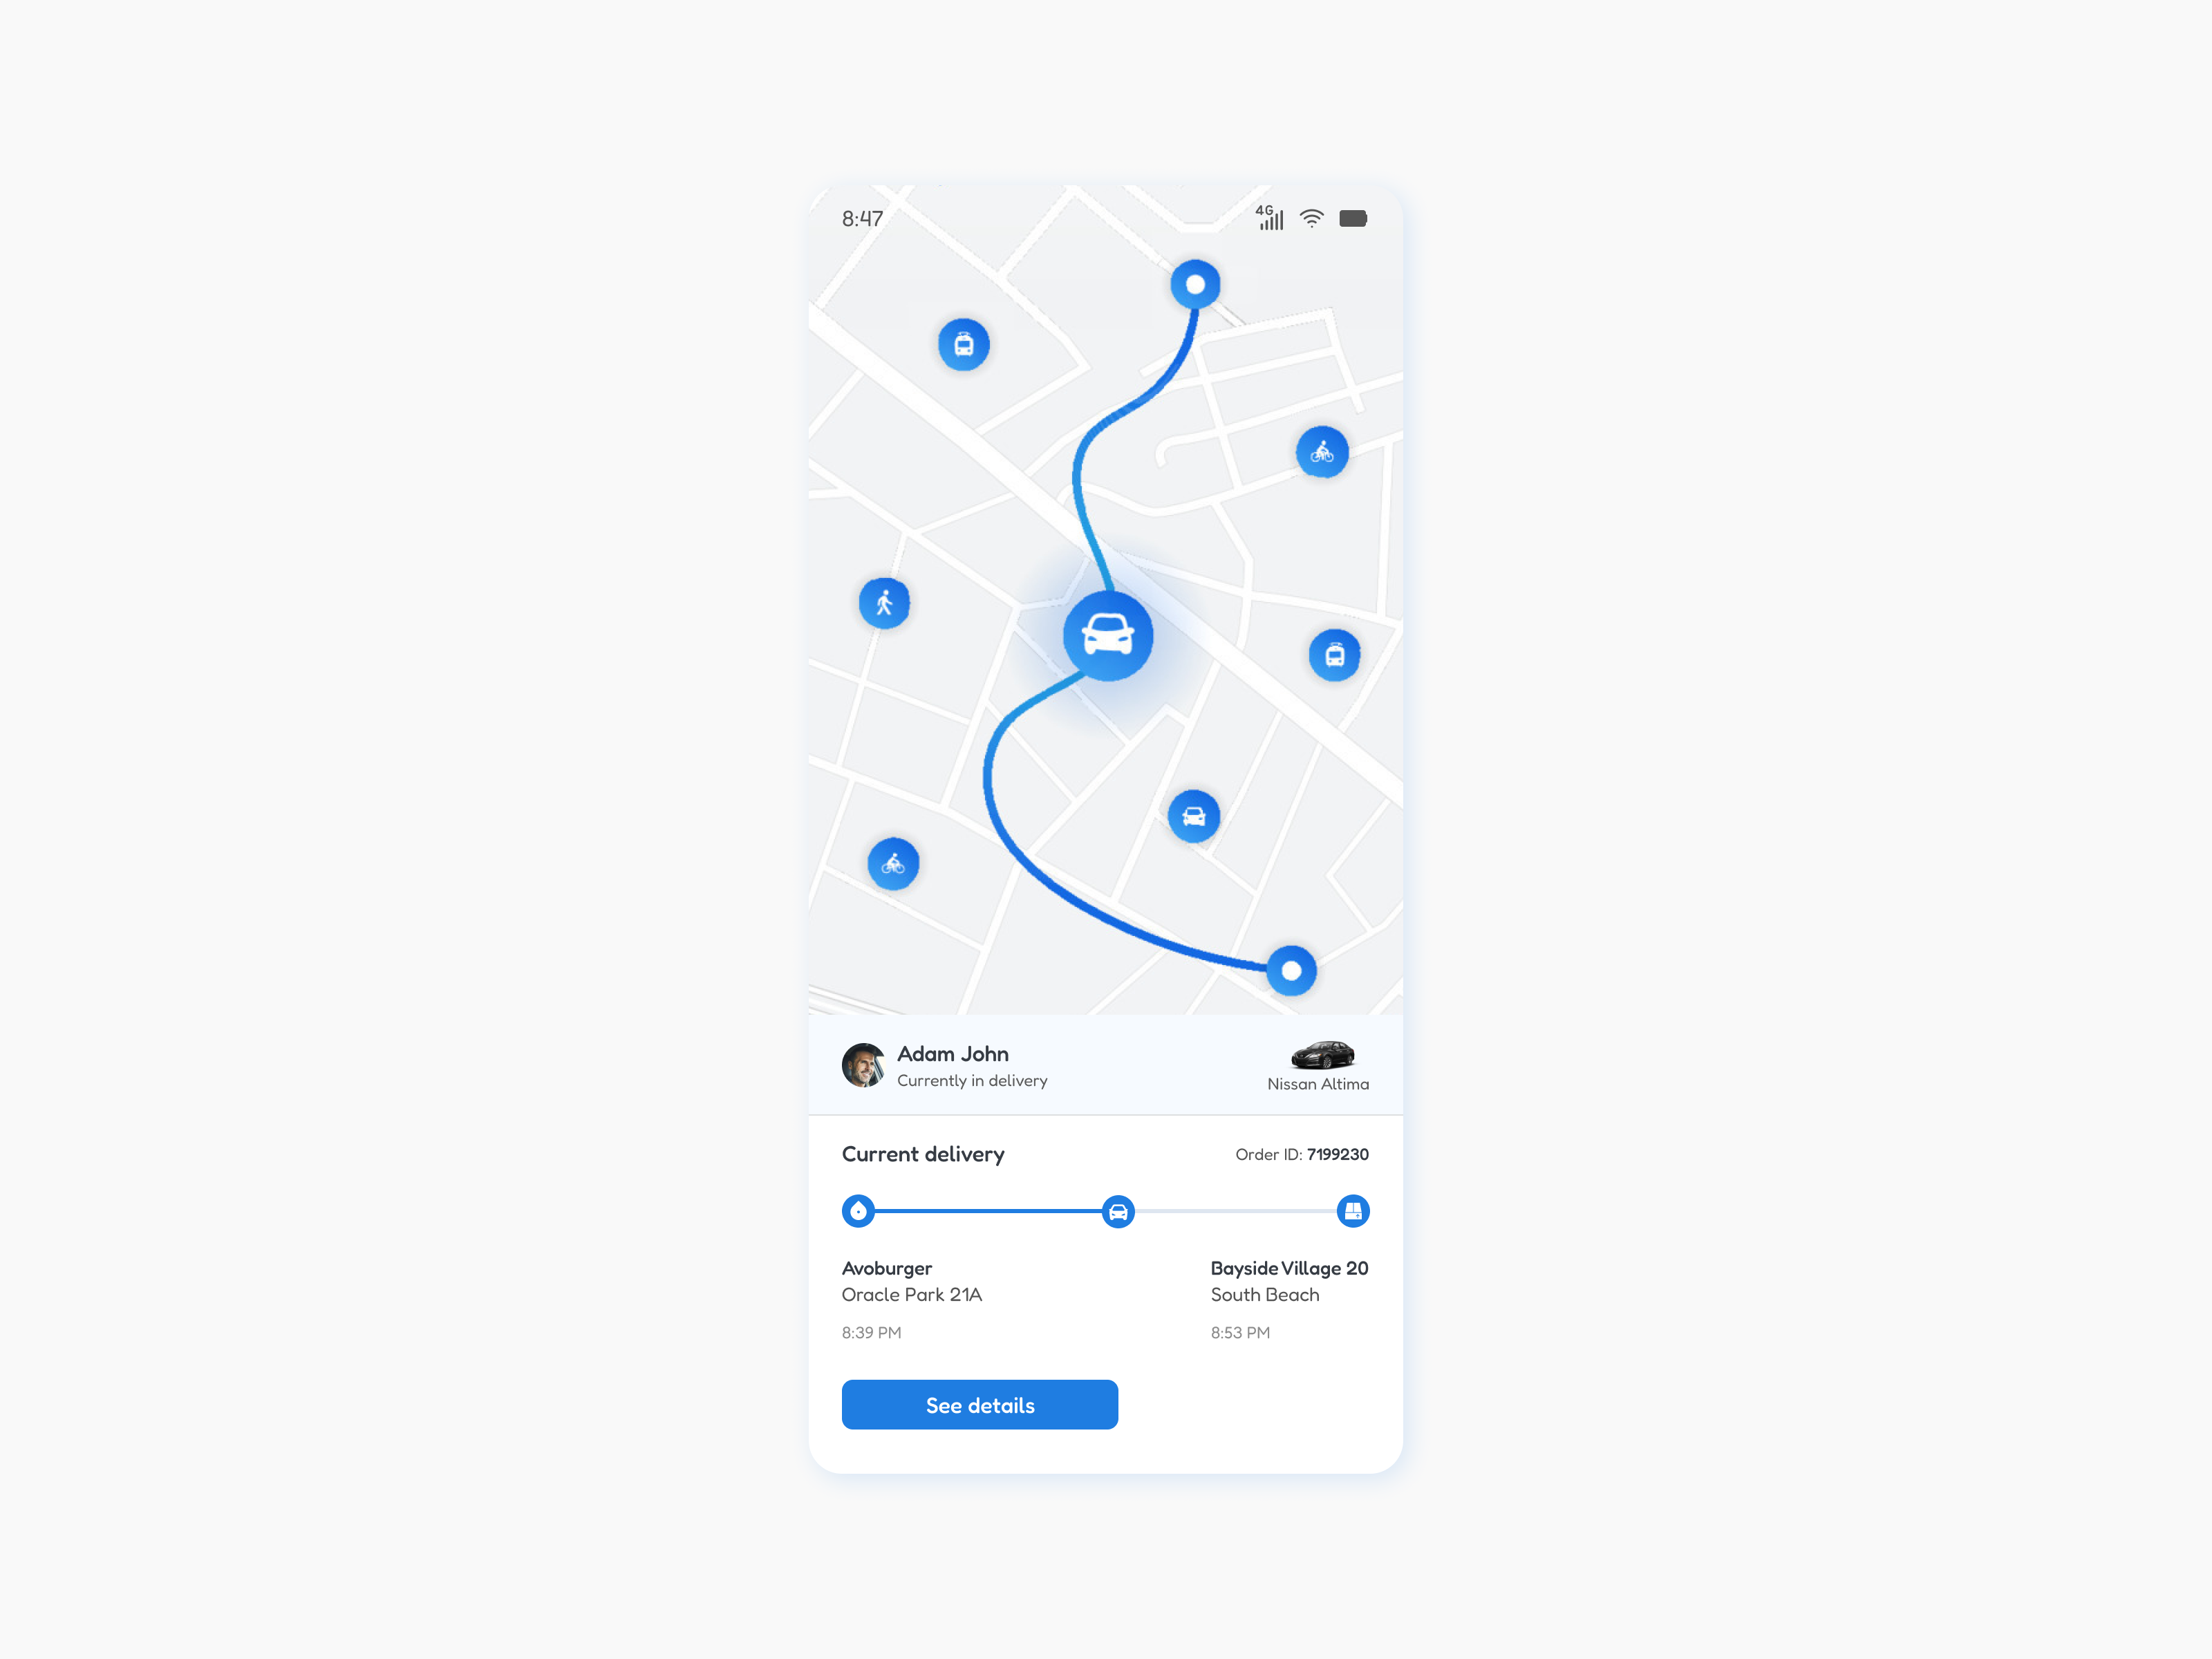 8:47
4G
Adam John
Currently in delivery
Nissan Altima
Current delivery
Order ID: 7199230
Avoburger
Oracle Park 21A
8:39 PM
Bayside Village 20
South Beach
8:53 PM
See details